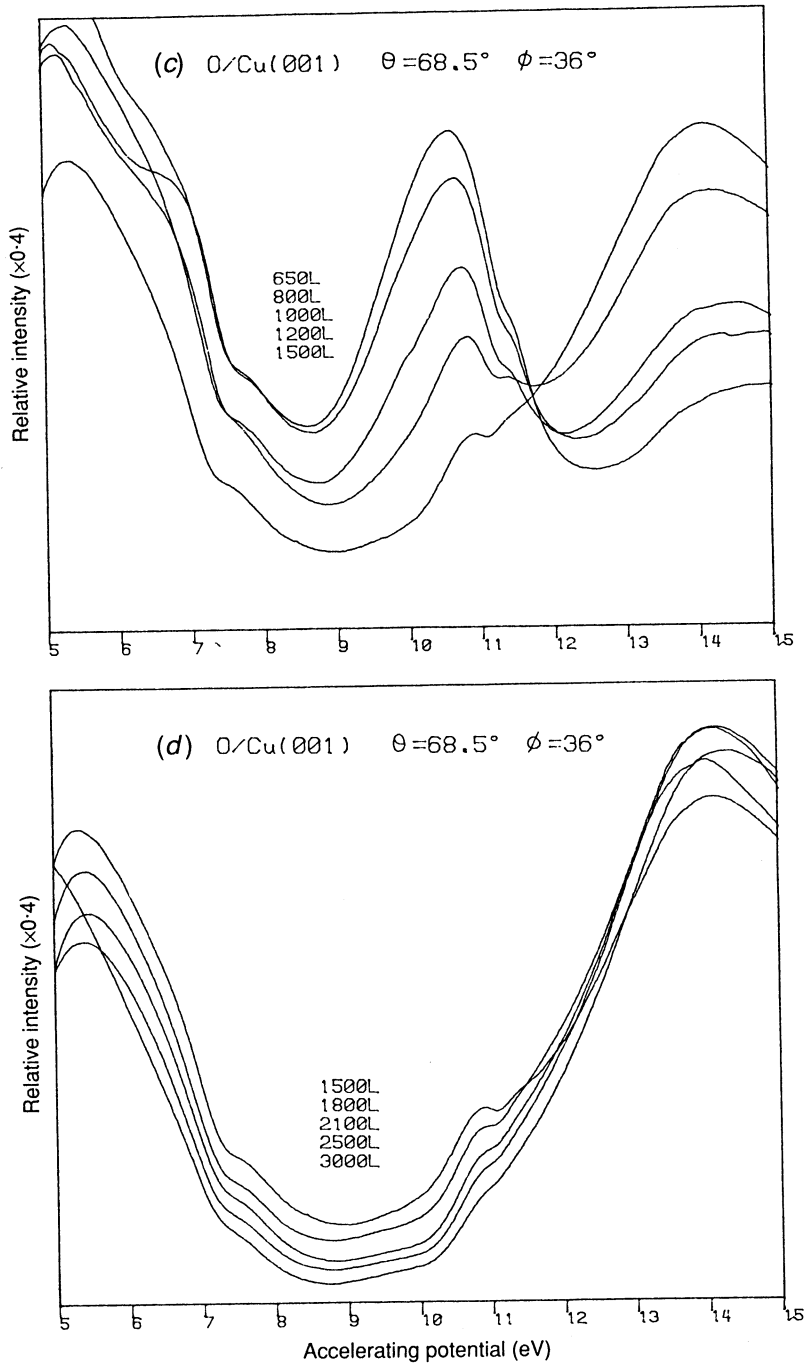 (c) O/Cu(001) θ=68.5° ϕ=36°
Relative intensity (×0·4)
650L
800L
1000L
1200L
1500L
5 6 7 8 9 10 11 12 13 14 15
(d) O/Cu(001) θ=68.5° ϕ=36°
Relative intensity (×0·4)
1500L
1800L
2100L
2500L
3000L
5 6 7 8 9 10 11 12 13 14 15
Accelerating potential (eV)